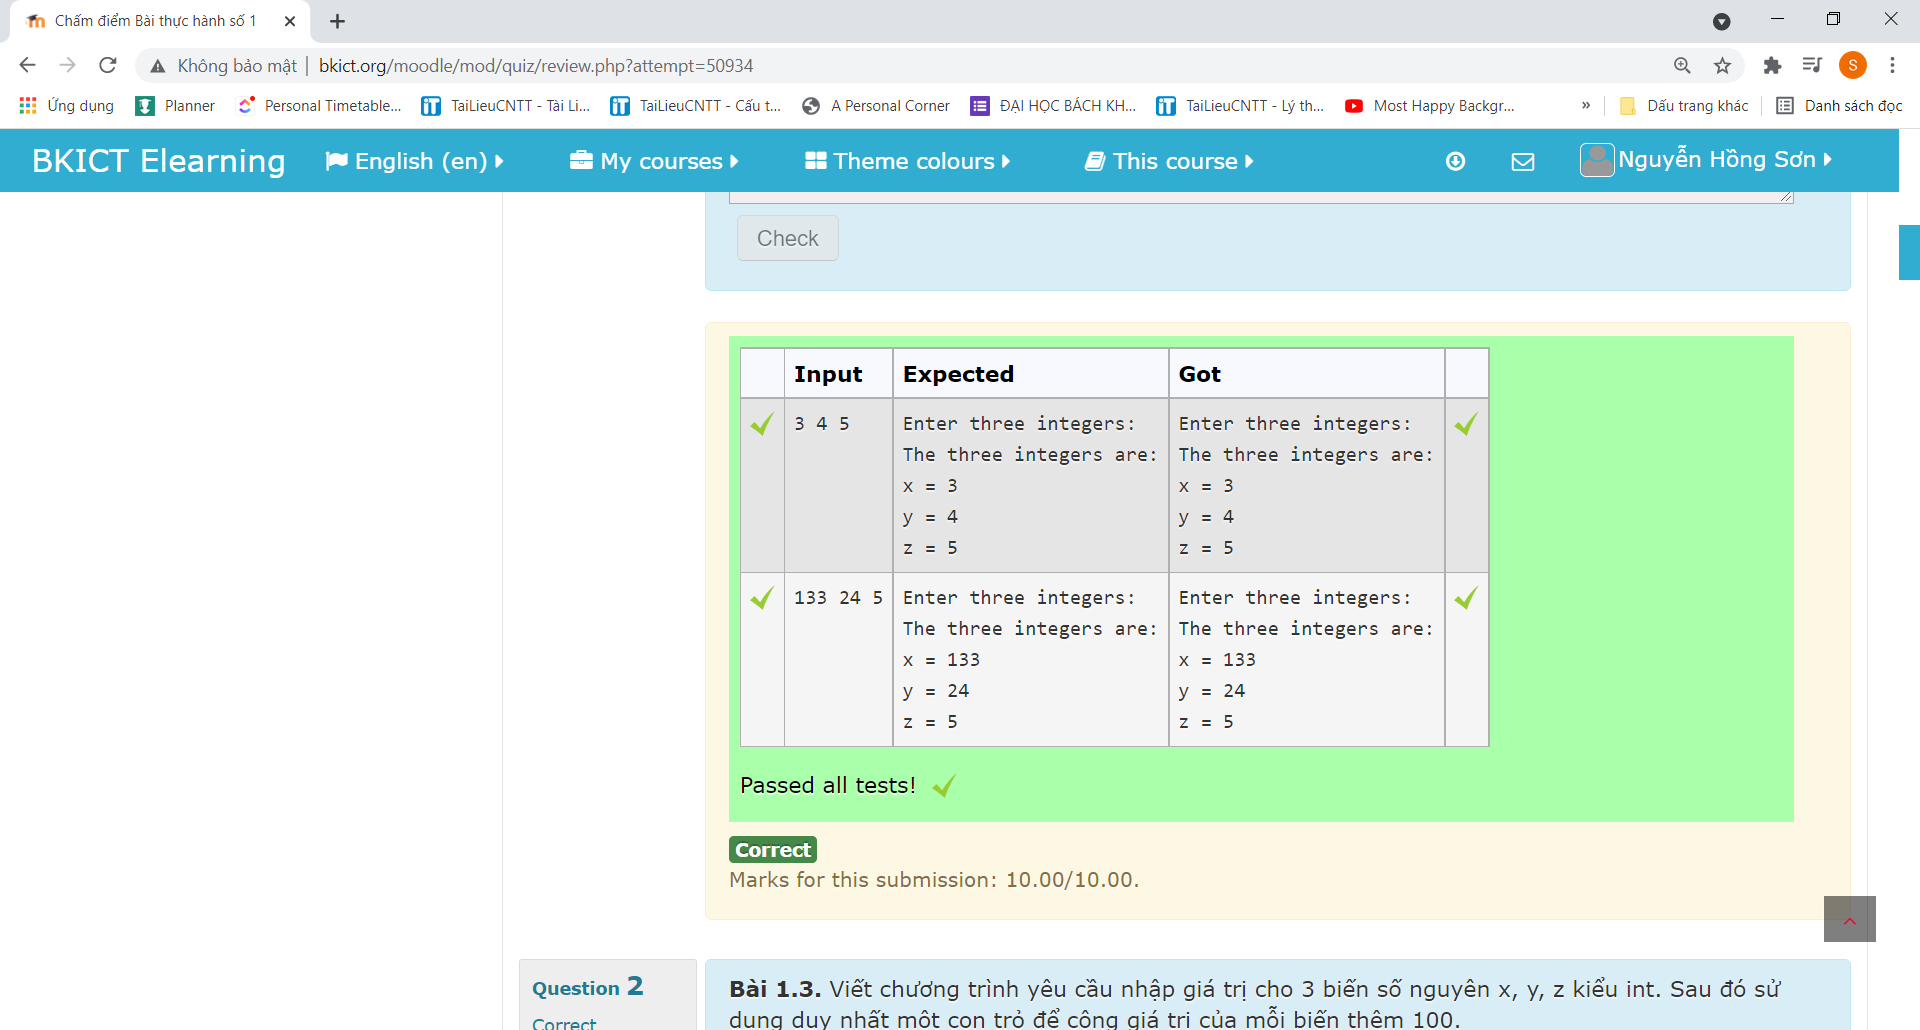 Chấm điểm Bài thực hành số 1
Không bảo mật | bkict.org/moodle/mod/quiz/review.php?attempt=50934
S
Ứng dụng Planner Personal Timetable... TaiLieuCNTT - Tài Li... TaiLieuCNTT - Cấu t... A Personal Corner ĐẠI HỌC BÁCH KH... TaiLieuCNTT - Lý th... Most Happy Backgr... » Dấu trang khác Danh sách đọc
BKICT Elearning English (en) My courses Theme colours This course Nguyễn Hồng Sơn
Check
Input Expected Got
3 4 5 Enter three integers: Enter three integers:
The three integers are: The three integers are:
x = 3 x = 3
y = 4 y = 4
z = 5 z = 5
133 24 5 Enter three integers: Enter three integers:
The three integers are: The three integers are:
x = 133 x = 133
y = 24 y = 24
z = 5 z = 5
Passed all tests!
Correct
Marks for this submission: 10.00/10.00.
Question 2
Correct
Bài 1.3. Viết chương trình yêu cầu nhập giá trị cho 3 biến số nguyên x, y, z kiểu int. Sau đó sử
dụng duy nhất một con trỏ để cộng giá trị của mỗi biến thêm 100.